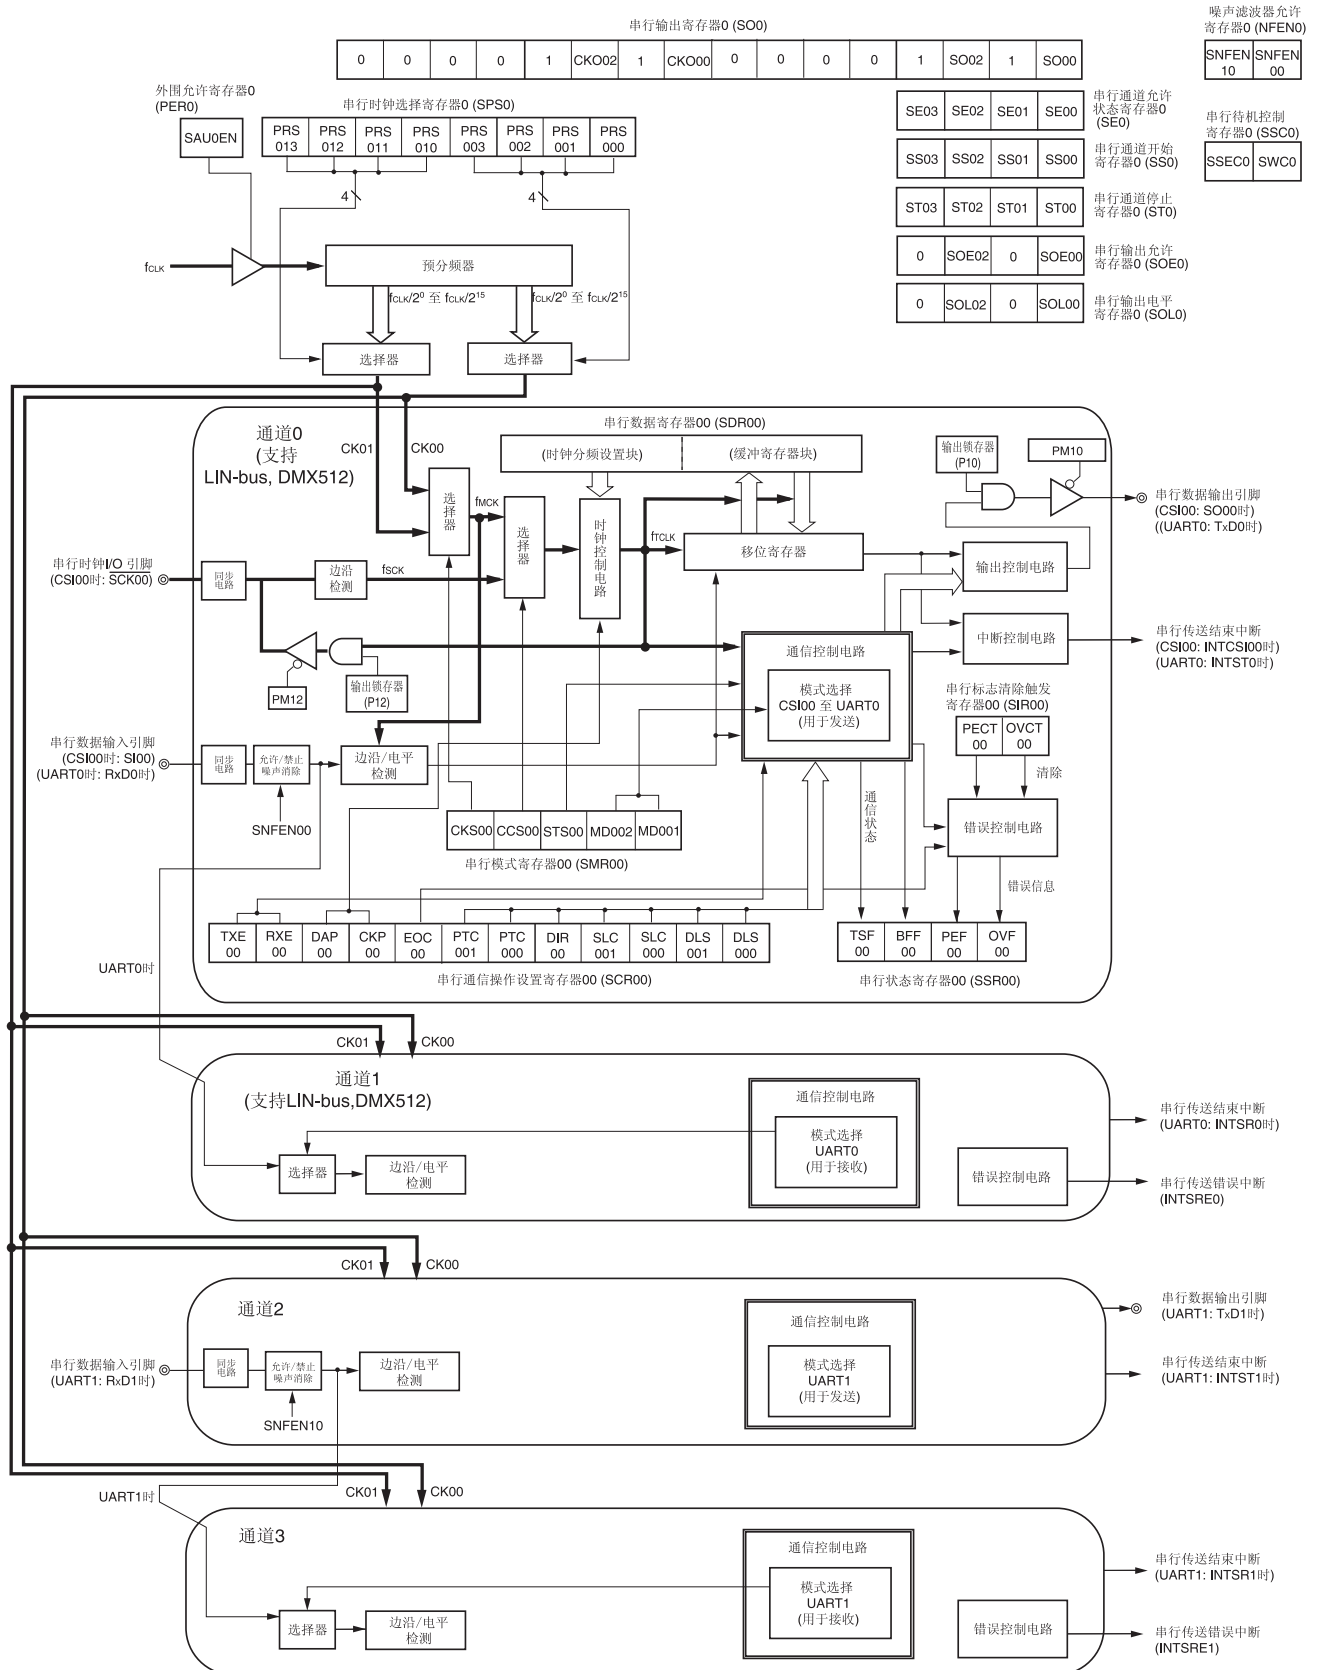 串行输出寄存器0 (SO0)
0 0 0 0 1 CKO02 1 CKO00 0 0 0 0 1 SO02 1 SO00
噪声滤波器允许
寄存器0 (NFEN0)
SNFEN SNFEN
10 00
外围允许寄存器0
(PER0)
SAU0EN
串行时钟选择寄存器0 (SPS0)
PRS PRS PRS PRS PRS PRS PRS PRS
013 012 011 010 003 002 001 000
4
4
SE03 SE02 SE01 SE00
串行通道允许
状态寄存器0
(SE0)
串行待机控制
寄存器0 (SSC0)
SSEC0 SWC0
SS03 SS02 SS01 SS00
串行通道开始
寄存器0 (SS0)
ST03 ST02 ST01 ST00
串行通道停止
寄存器0 (ST0)
0 SOE02 0 SOE00
串行输出允许
寄存器0 (SOE0)
0 SOL02 0 SOL00
串行输出电平
寄存器0 (SOL0)
fCLK
预分频器
fCLK/2⁰ 至 fCLK/2¹⁵
fCLK/2⁰ 至 fCLK/2¹⁵
选择器
选择器
通道0
(支持
LIN-bus, DMX512)
CK01
CK00
串行数据寄存器00 (SDR00)
(时钟分频设置块)
(缓冲寄存器块)
输出锁存器
(P10)
PM10
串行数据输出引脚
(CSI00: SO00时)
((UART0: TxD0时)
选择器
fMCK
选择器
时钟控制电路
fTCLK
移位寄存器
输出控制电路
串行时钟I/O 引脚
(CSI00时: SCK00)
同步
电路
边沿
检测
fSCK
中断控制电路
串行传送结束中断
(CSI00: INTCSI00时)
(UART0: INTST0时)
通信控制电路
模式选择
CSI00 至 UART0
(用于发送)
PM12
输出锁存器
(P12)
串行标志清除触发
寄存器00 (SIR00)
PECT OVCT
00 00
清除
串行数据输入引脚
(CSI00时: SI00)
(UART0时: RxD0时)
同步
电路
允许/禁止
噪声消除
边沿/电平
检测
SNFEN00
通信状态
错误控制电路
CKS00 CCS00 STS00 MD002 MD001
串行模式寄存器00 (SMR00)
错误信息
TXE RXE DAP CKP EOC PTC PTC DIR SLC SLC DLS DLS
00 00 00 00 00 001 000 00 001 000 001 000
串行通信操作设置寄存器00 (SCR00)
TSF BFF PEF OVF
00 00 00 00
串行状态寄存器00 (SSR00)
UART0时
CK01
CK00
通道1
(支持LIN-bus,DMX512)
通信控制电路
模式选择
UART0
(用于接收)
选择器
边沿/电平
检测
错误控制电路
串行传送结束中断
(UART0: INTSR0时)
串行传送错误中断
(INTSRE0)
CK01
CK00
通道2
通信控制电路
模式选择
UART1
(用于发送)
串行数据输出引脚
(UART1: TxD1时)
串行数据输入引脚
(UART1: RxD1时)
同步
电路
允许/禁止
噪声消除
边沿/电平
检测
SNFEN10
串行传送结束中断
(UART1: INTST1时)
UART1时
CK01
CK00
通道3
通信控制电路
模式选择
UART1
(用于接收)
选择器
边沿/电平
检测
错误控制电路
串行传送结束中断
(UART1: INTSR1时)
串行传送错误中断
(INTSRE1)